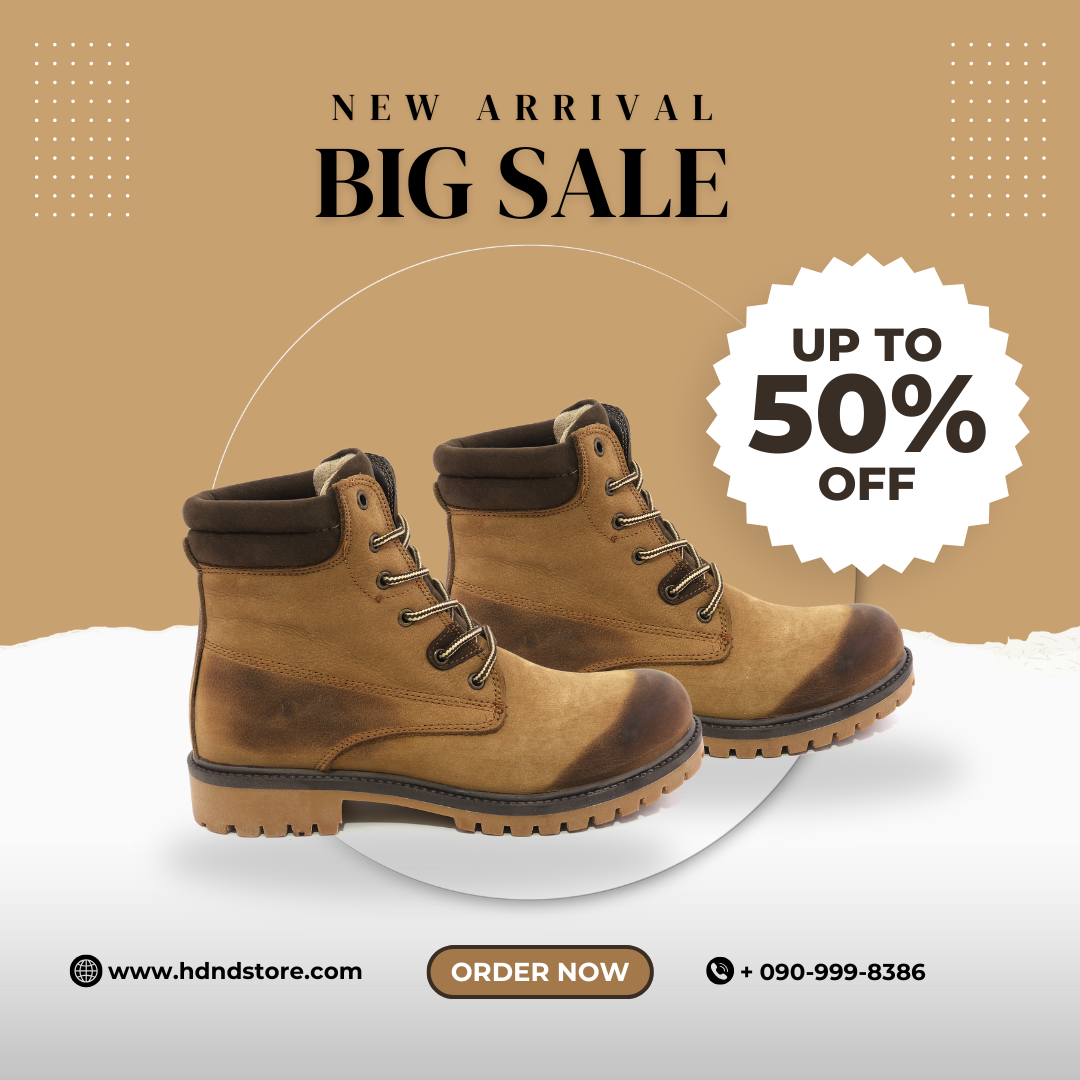 NEW ARRIVAL
BIG SALE
UP TO
50%
OFF
www.hdndstore.com
ORDER NOW
+ 090-999-8386